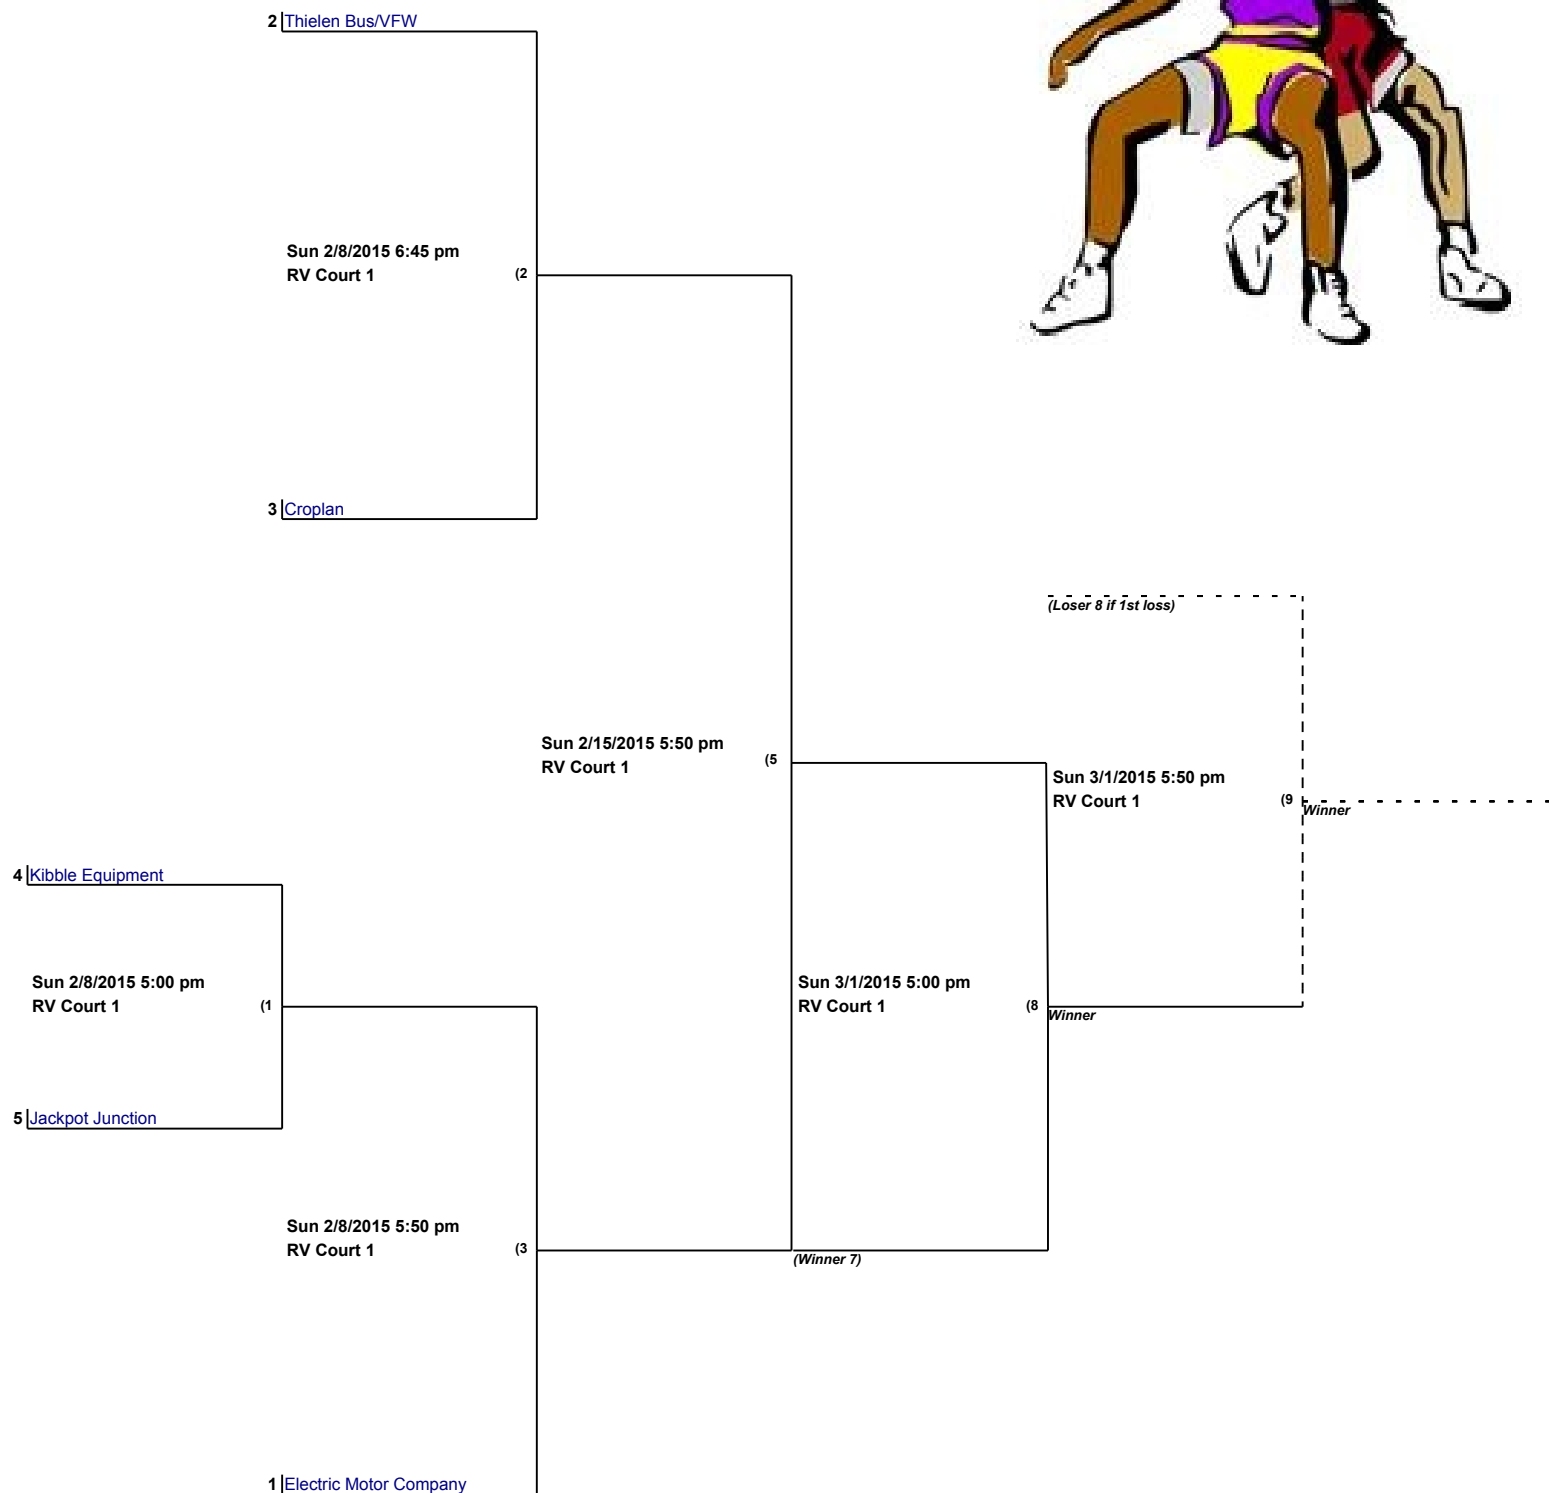 2 Thielen Bus/VFW
Sun 2/8/2015 6:45 pm
RV Court 1 (2
3 Croplan
(Loser 8 if 1st loss)
Sun 2/15/2015 5:50 pm
RV Court 1 (5
Sun 3/1/2015 5:50 pm
RV Court 1 (9
Winner
4 Kibble Equipment
Sun 2/8/2015 5:00 pm
RV Court 1 (1
Sun 3/1/2015 5:00 pm
RV Court 1 (8
Winner
5 Jackpot Junction
Sun 2/8/2015 5:50 pm
RV Court 1 (3
(Winner 7)
1 Electric Motor Company